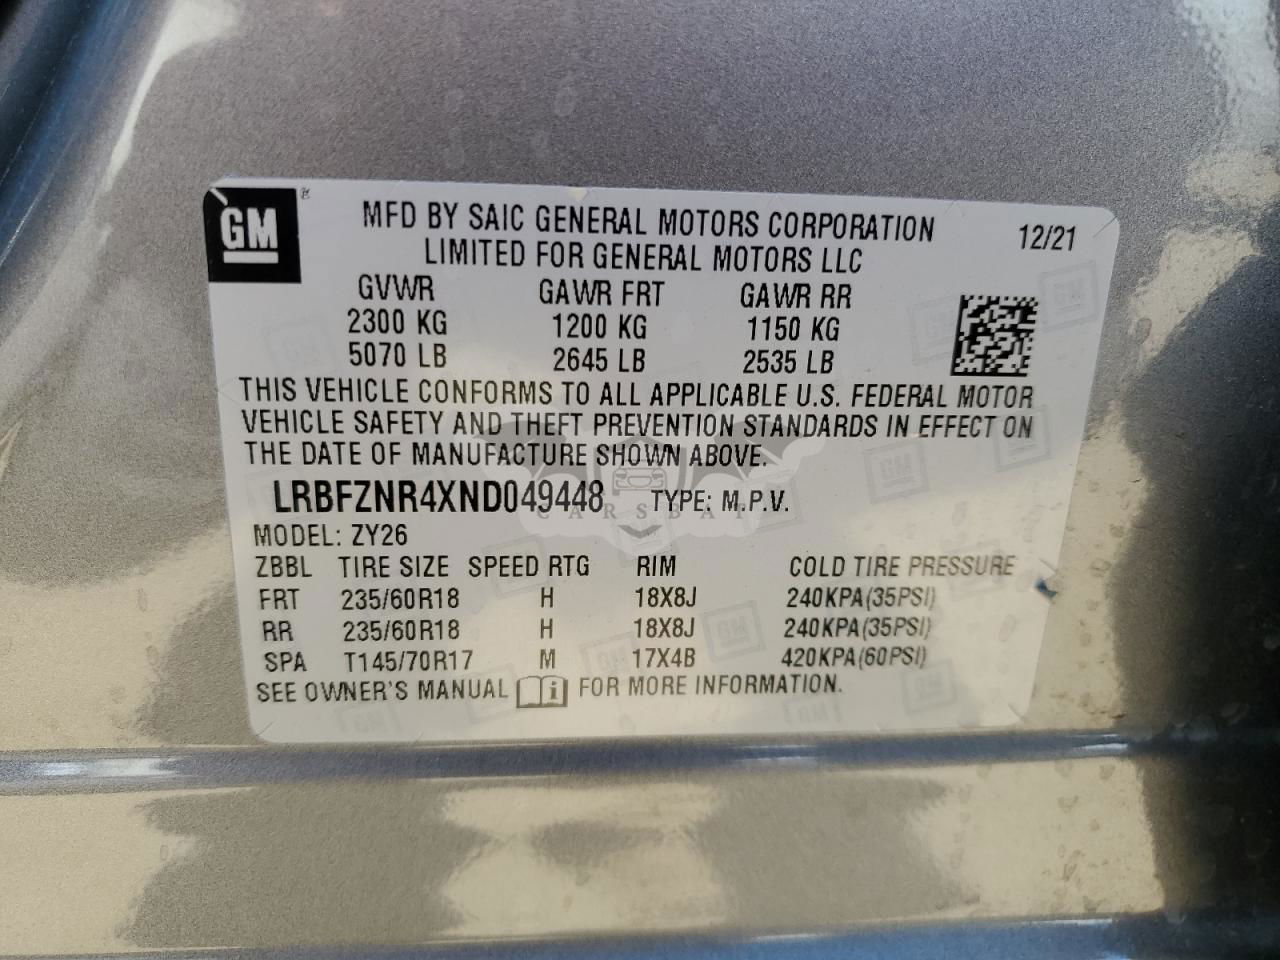 GM
MFD BY SAIC GENERAL MOTORS CORPORATION 12/21
LIMITED FOR GENERAL MOTORS LLC
GVWR GAWR FRT GAWR RR
2300 KG 1200 KG 1150 KG
5070 LB 2645 LB 2535 LB
THIS VEHICLE CONFORMS TO ALL APPLICABLE U.S. FEDERAL MOTOR
VEHICLE SAFETY AND THEFT PREVENTION STANDARDS IN EFFECT ON
THE DATE OF MANUFACTURE SHOWN ABOVE.
LRBFZNR4XND049448 TYPE: M.P.V.
CARSBAT
MODEL: ZY26
ZBBL TIRE SIZE SPEED RTG RIM COLD TIRE PRESSURE
FRT 235/60R18 H 18X8J 240KPA(35PSI)
RR 235/60R18 H 18X8J 240KPA(35PSI)
SPA T145/70R17 M 17X4B 420KPA(60PSI)
SEE OWNER'S MANUAL i FOR MORE INFORMATION.